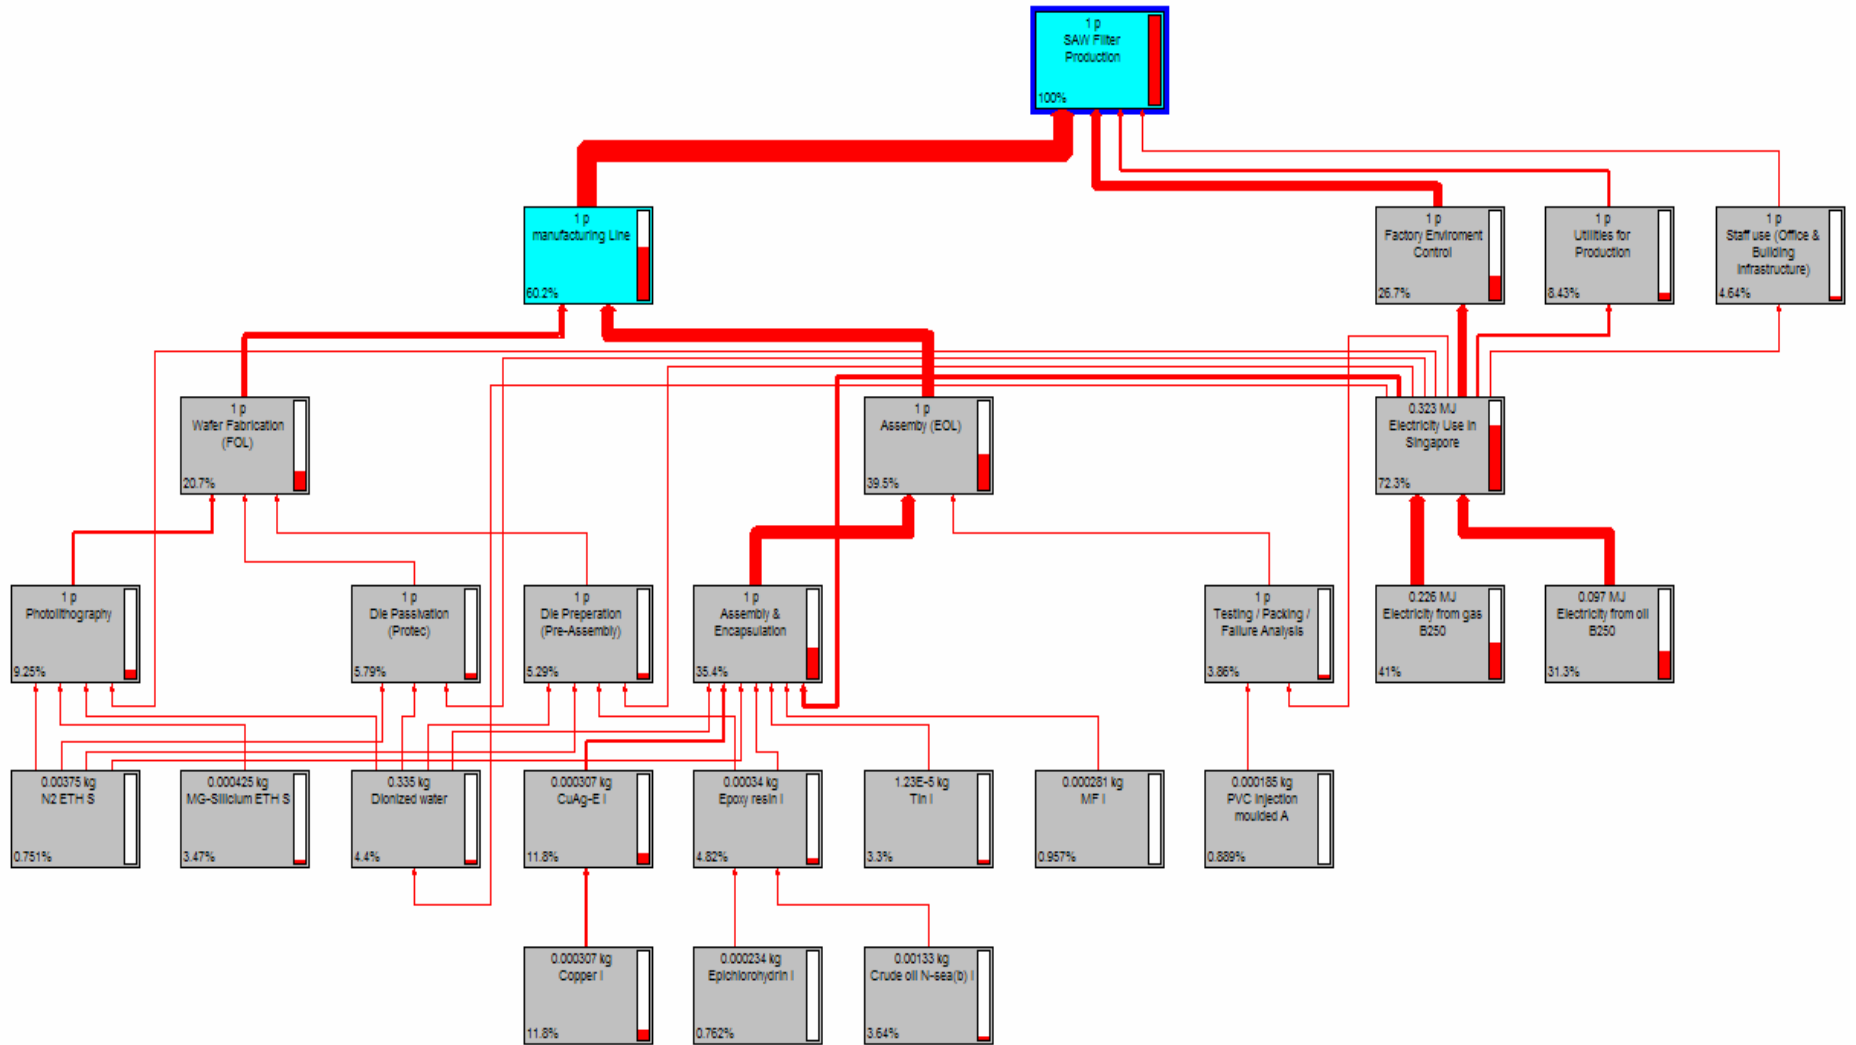 1 p
SAW Filter
Production
100%
1 p
manufacturing Line
60.2%
1 p
Factory Enviroment
Control
26.7%
1 p
Utilities for
Production
8.43%
1 p
Staff use (Office &
Building
Infrastructure)
4.64%
1 p
Wafer Fabrication
(FOL)
20.7%
1 p
Assemby (EOL)
39.5%
0.323 MJ
Electricity Use in
Singapore
72.3%
1 p
Photolithography
9.25%
1 p
Die Passivation
(Protec)
5.79%
1 p
Die Preperation
(Pre-Assembly)
5.29%
1 p
Assembly &
Encapsulation
35.4%
1 p
Testing / Packing /
Failure Analysis
3.86%
0.226 MJ
Electricity from gas
B250
41%
0.097 MJ
Electricity from oil
B250
31.3%
0.00375 kg
N2 ETH S
0.751%
0.000425 kg
MG-Silicium ETH S
3.47%
0.335 kg
Dionized water
4.4%
0.000307 kg
CuAg-E I
11.8%
0.00034 kg
Epoxy resin I
4.82%
1.23E-5 kg
Tin I
3.3%
0.000281 kg
MF I
0.957%
0.000185 kg
PVC injection
moulded A
0.889%
0.000307 kg
Copper I
11.8%
0.000234 kg
Epichlorohydrin I
0.762%
0.00133 kg
Crude oil N-sea(b) I
3.64%